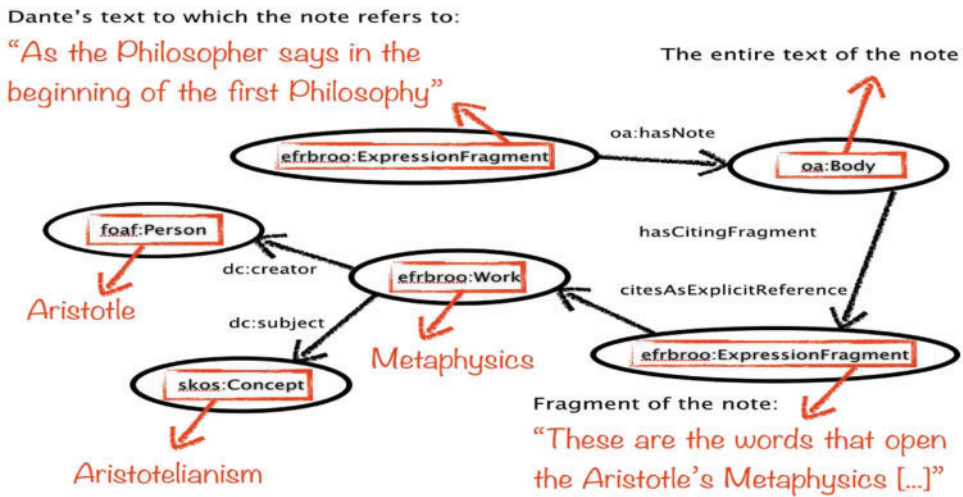 Dante's text to which the note refers to:
"As the Philosopher says in the
beginning of the first Philosophy"
The entire text of the note
oa:hasNote
efrbroo:ExpressionFragment
oa:Body
foaf:Person
hasCitingFragment
dc:creator
efrbroo:Work
citesAsExplicitReference
Aristotle
dc:subject
Metaphysics
efrbroo:ExpressionFragment
skos:Concept
Fragment of the note:
"These are the words that open
the Aristotle's Metaphysics [...]"
Aristotelianism